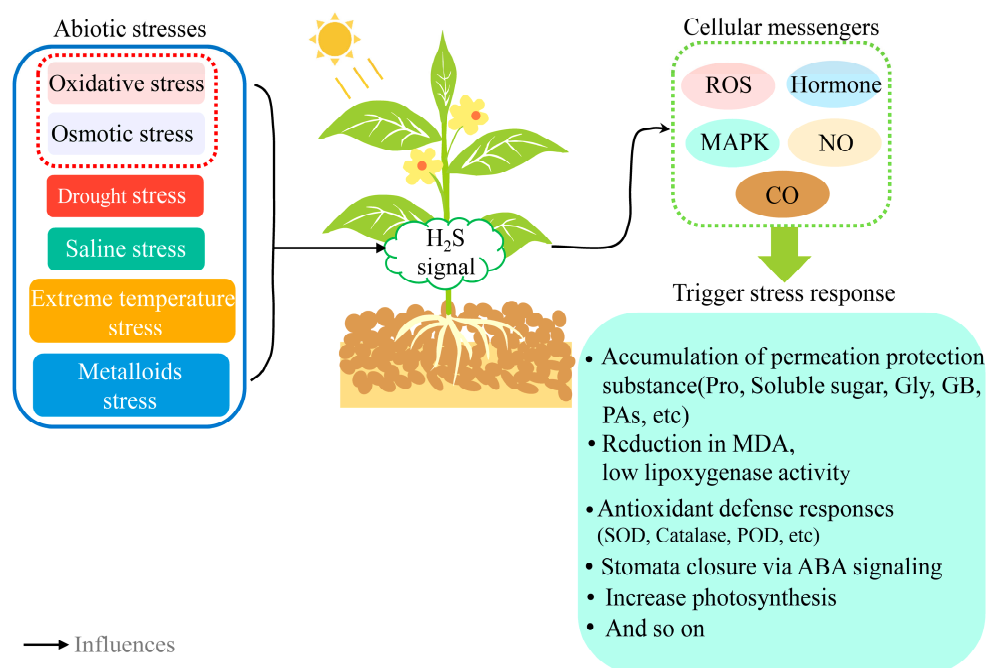 Abiotic stresses
Oxidative stress
Osmotic stress
Drought stress
Saline stress
Extreme temperature
stress
Metalloids
stress
H₂S
signal
Cellular messengers
ROS
Hormone
MAPK
NO
CO
Trigger stress response
• Accumulation of permeation protection
substance(Pro, Soluble sugar, Gly, GB,
PAs, etc)
• Reduction in MDA,
low lipoxygenase activity
• Antioxidant defense responses
(SOD, Catalase, POD, etc)
• Stomata closure via ABA signaling
• Increase photosynthesis
• And so on
Influences